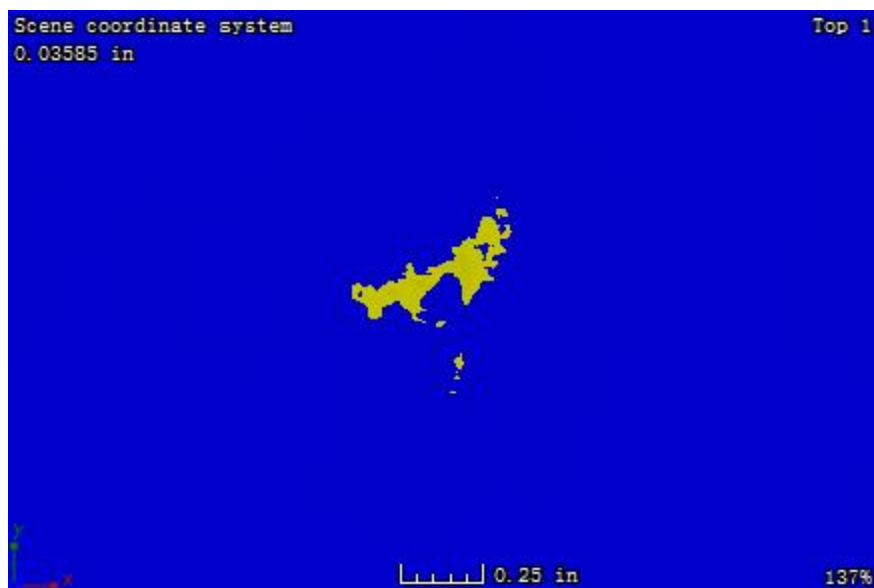 Scene coordinate system
Top 1
0.03585 in
y
x
0.25 in
137%